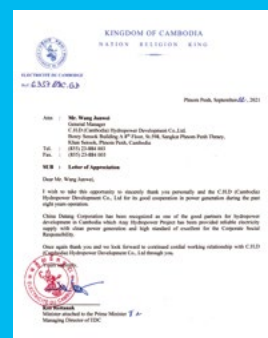 KINGDOM OF CAMBODIA
NATION RELIGION KING
ELECTRICITE DU CAMBODGE
Phnom Penh, September , 2021
Attn : Mr. Wang Jianwei
General Manager
C.H.D (Cambodia) Hydropower Development Co.,Ltd.
Phnom Penh, Cambodia
Tel. : (855) 23-884 003
Fax. : (855) 23-884 003
SUB : Letter of Appreciation
Dear Mr. Wang Jianwei,
I wish to take this opportunity to sincerely thank you personally and the C.H.D (Cambodia)
Hydropower Development Co., Ltd for its good cooperation in power generation during the past
eight years operation.
China Datang Corporation has been recognized as one of the good partners for hydropower
development in Cambodia which Atay Hydropower Project has been provided reliable electricity
supply with clean power generation and high standard of excellent for the Corporate Social
Responsibility.
Once again thank you and we look forward to continued cordial working relationship with C.H.D
(Cambodia) Hydropower Development Co.,Ltd through you.
Minister attached to the Prime Minister
Managing Director of EDC